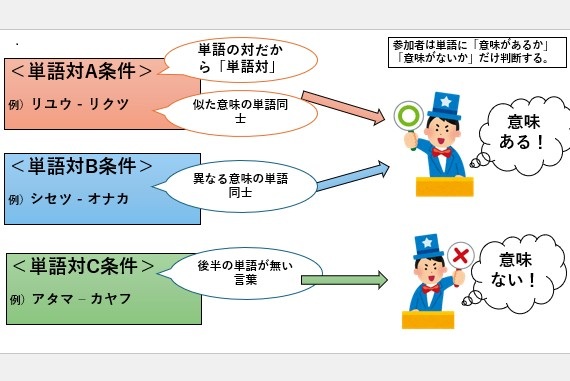 .
参加者は単語に「意味があるか」
「意味がないか」だけ判断する。
＜単語対A条件＞
例）リユウ - リクツ
単語の対だか
ら「単語対」
似た意味の単語同
士
意味
ある！
＜単語対B条件＞
例）シセツ - オナカ
異なる意味の単語
同士
＜単語対C条件＞
例）アタマ – カヤフ
後半の単語が無い
言葉
意味
ない！